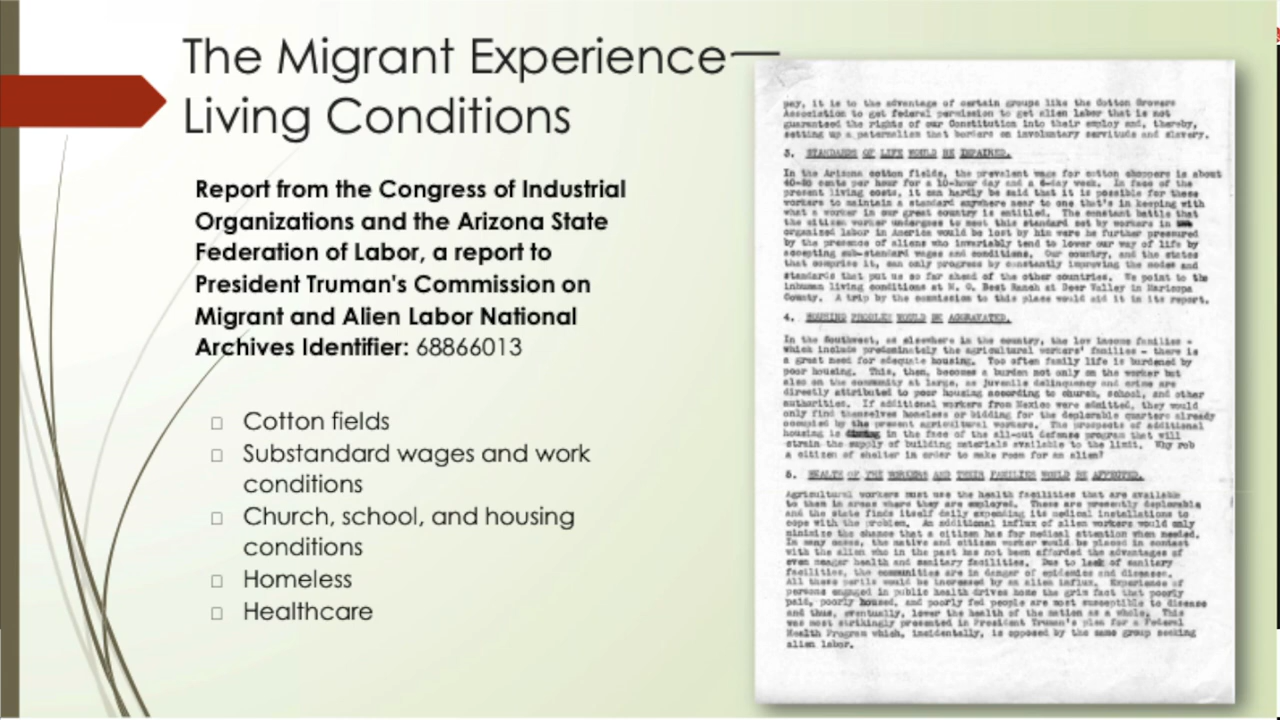 The Migrant Experience—
Living Conditions
Report from the Congress of Industrial
Organizations and the Arizona State
Federation of Labor, a report to
President Truman's Commission on
Migrant and Alien Labor National
Archives Identifier: 68866013
Cotton fields
Substandard wages and work
conditions
Church, school, and housing
conditions
Homeless
Healthcare
pay, it is to the advantage of certain groups like the Cotton Growers
Association to get federal permission to get alien labor that is not
guaranteed the rights of our Constitution into their employ and, thereby,
setting up a paternalism that borders on involuntary servitude and slavery.
3. STANDARDS OF LIFE WOULD BE IMPAIRED.
In the Arizona cotton fields, the prevalent wage for cotton choppers is about
cents per hour for a 10-hour day and a 6-day week. In face of the
present living costs, it can hardly be said that it is possible for these
workers to maintain a standard anywhere near to one that's in keeping with
what a worker in our great country is entitled. The constant battle that
the citizen worker undergoes to meet this standard set by workers in
organized labor in America would be lost by him were he further pressured
by the presence of aliens who invariably tend to lower our way of life by
accepting sub-standard wages and conditions. Our country, and the states
that comprise it, can only progress by constantly improving the modes and
standards that put us so far ahead of the other countries. We point to the
inhuman living conditions at Best Ranch at Deer Valley in Maricopa
County. A trip by the commission to this place would aid it in its report.
4. HOUSING PROBLEMS WOULD BE AGGRAVATED.
In the Southwest, as elsewhere in the country, the low income families -
which include predominately the agricultural workers' families - there is
a great need for adequate housing. Too often family life is burdened by
poor housing. This, then, becomes a burden not only on the worker but
also on the community at large, as juvenile delinquency and crime are
directly attributed to poor housing according to church, school, and other
authorities. If additional workers from Mexico were admitted, they would
only find themselves homeless or bidding for the deplorable quarters already
occupied by the present agricultural workers. The prospects of additional
housing is in the face of the all-out defense program that will
strain the supply of building materials available to the limit. Why rob
a citizen of shelter in order to make room for an alien?
5. HEALTH OF THE WORKERS AND THEIR FAMILIES WOULD BE AFFECTED.
Agricultural workers must use the health facilities that are available
to them in areas where they are employed. These are presently deplorable
and the state finds itself daily expending its medical installations to
cope with the problem. An additional influx of alien workers would only
minimize the chance that a citizen has for medical attention when needed.
In many cases, the native and citizen worker would be placed in contact
with the alien who in the past has not been afforded the advantages of
even meager health and sanitary facilities. Due to lack of sanitary
facilities, the communities are in danger of epidemics and diseases.
All these perils would be increased by an alien influx. Experience of
persons engaged in public health drives home the grim fact that poorly
paid, poorly housed, and poorly fed people are most susceptible to disease
and thus, eventually, lower the health of the nation as a whole. This
was most strikingly presented in President Truman's plan for a Federal
Health Program which, incidentally, is opposed by the same group seeking
alien labor.